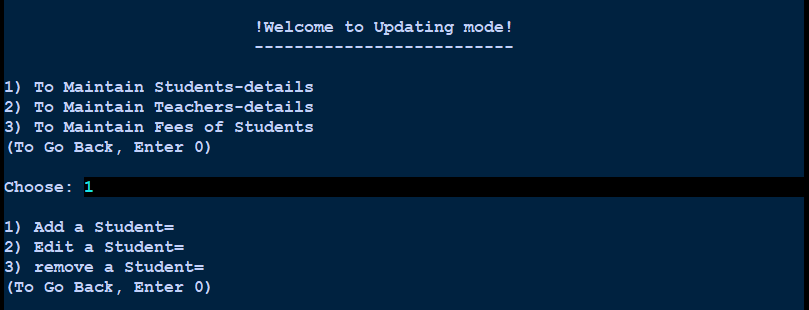 !Welcome to Updating mode!
--------------------------
1) To Maintain Students-details
2) To Maintain Teachers-details
3) To Maintain Fees of Students
(To Go Back, Enter 0)
Choose: 1
1) Add a Student=
2) Edit a Student=
3) remove a Student=
(To Go Back, Enter 0)